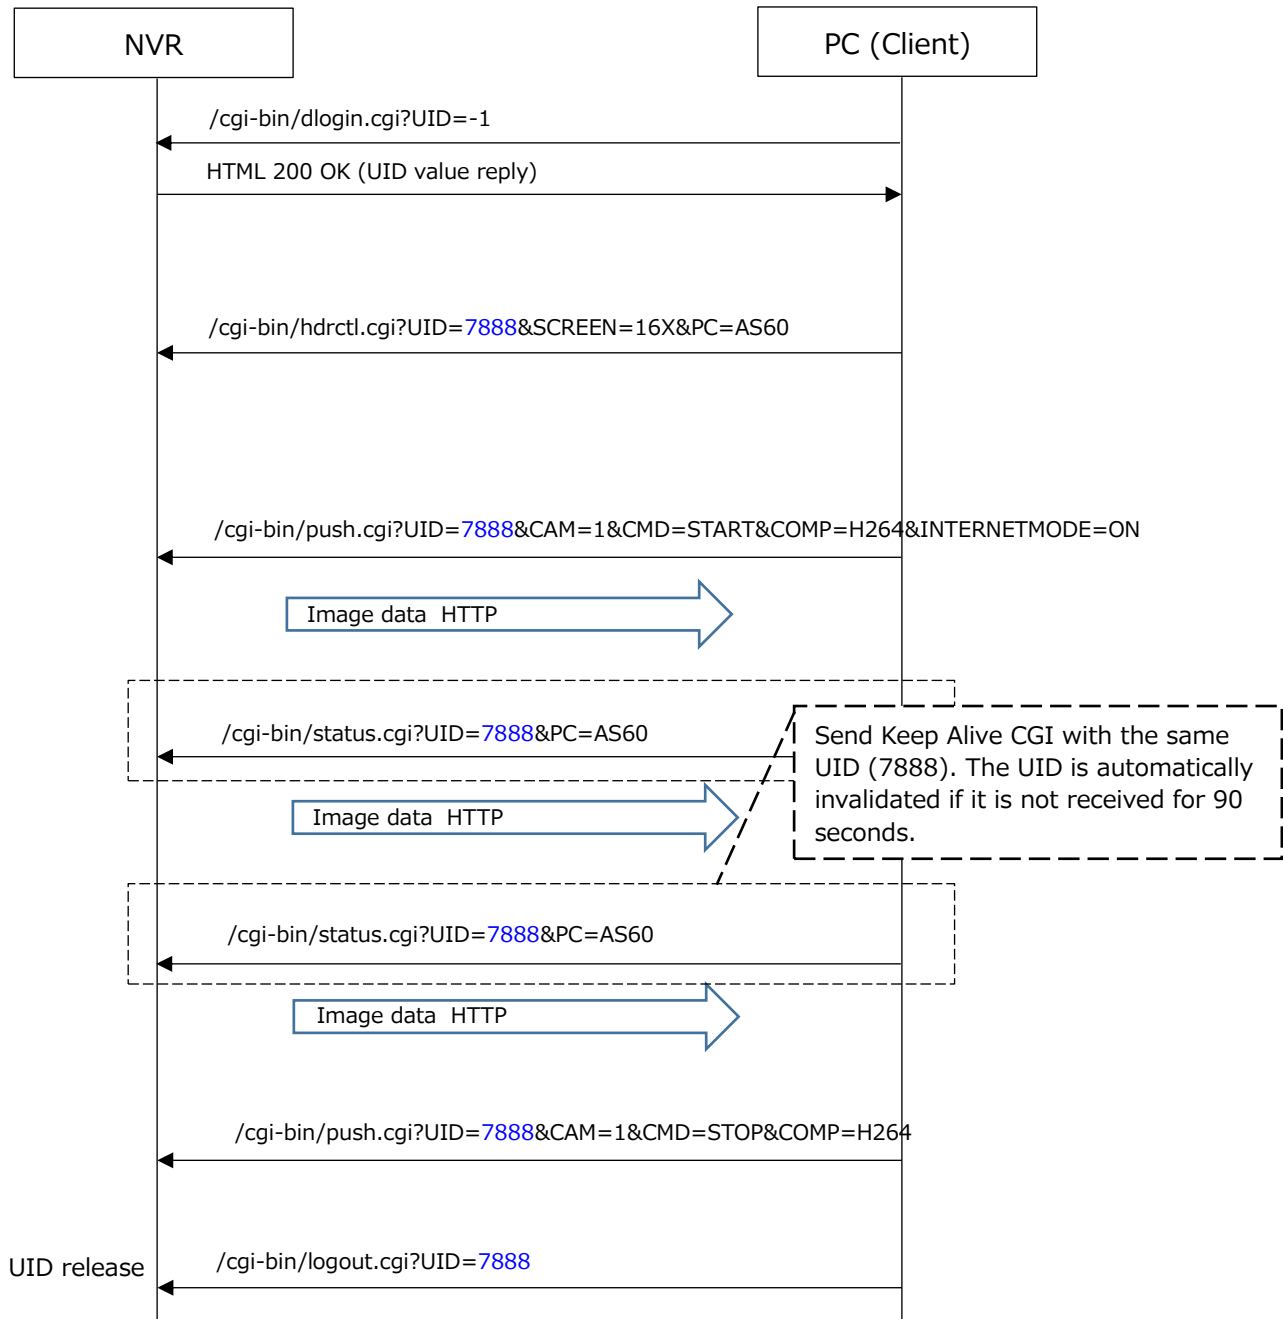 NVR
PC (Client)
/cgi-bin/dlogin.cgi?UID=-1
HTML 200 OK (UID value reply)
/cgi-bin/hdrctl.cgi?UID=7888&SCREEN=16X&PC=AS60
/cgi-bin/push.cgi?UID=7888&CAM=1&CMD=START&COMP=H264&INTERNETMODE=ON
Image data  HTTP
/cgi-bin/status.cgi?UID=7888&PC=AS60
Send Keep Alive CGI with the same
UID (7888). The UID is automatically
invalidated if it is not received for 90
seconds.
Image data  HTTP
/cgi-bin/status.cgi?UID=7888&PC=AS60
Image data  HTTP
/cgi-bin/push.cgi?UID=7888&CAM=1&CMD=STOP&COMP=H264
UID release
/cgi-bin/logout.cgi?UID=7888